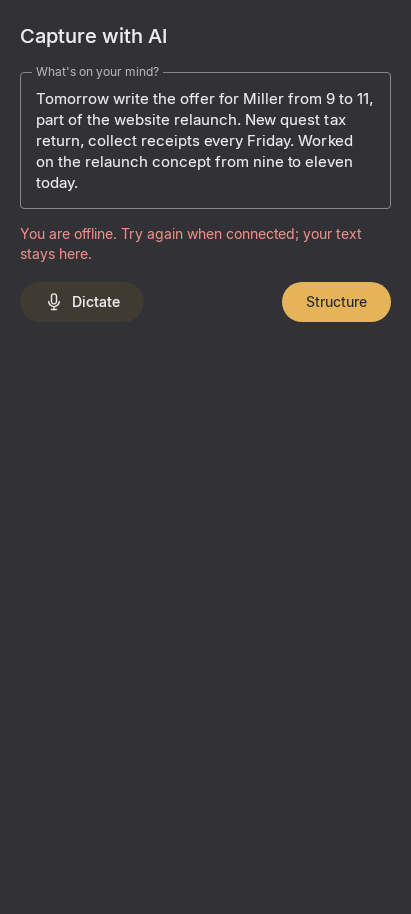 Capture with AI
What's on your mind?
Tomorrow write the offer for Miller from 9 to 11,
part of the website relaunch. New quest tax
return, collect receipts every Friday. Worked
on the relaunch concept from nine to eleven
today.
You are offline. Try again when connected; your text
stays here.
Dictate
Structure